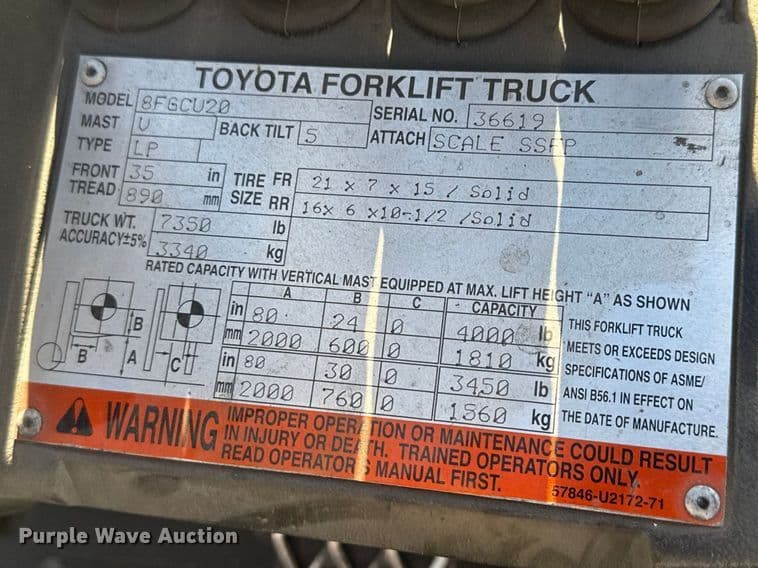 TOYOTA FORKLIFT TRUCK
MODEL 8FGCU20 SERIAL NO. 36619
MAST V BACK TILT 5 ATTACH SCALE SSFP
TYPE LP
FRONT TREAD 35 in 890 mm
TIRE SIZE FR 21 x 7 x 15 / Solid
RR 16x 6 x10-1/2 /Solid
TRUCK WT. 7350 lb
ACCURACY±5% 3340 kg
RATED CAPACITY WITH VERTICAL MAST EQUIPPED AT MAX. LIFT HEIGHT "A" AS SHOWN
A B C CAPACITY
in 80 24 0 4000 lb
mm 2000 600 0 1810 kg
in 80 30 0 3450 lb
mm 2000 760 0 1560 kg
B B A C
THIS FORKLIFT TRUCK
MEETS OR EXCEEDS DESIGN
SPECIFICATIONS OF ASME/
ANSI B56.1 IN EFFECT ON
THE DATE OF MANUFACTURE.
WARNING
IMPROPER OPERATION OR MAINTENANCE COULD RESULT
IN INJURY OR DEATH. TRAINED OPERATORS ONLY.
READ OPERATOR'S MANUAL FIRST.
57846-U2172-71
Purple Wave Auction